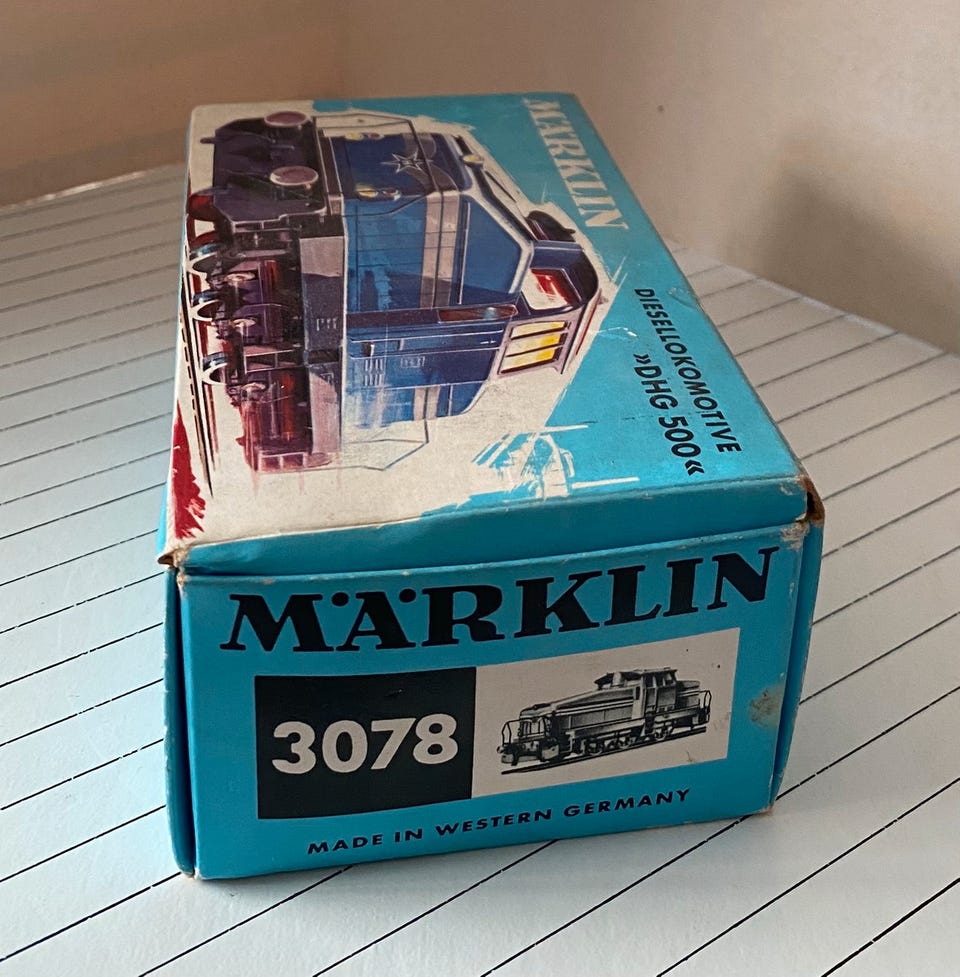 MÄRKLIN
DIESELLOKOMOTIVE
»DHG 500«
MÄRKLIN
3078
MADE IN WESTERN GERMANY